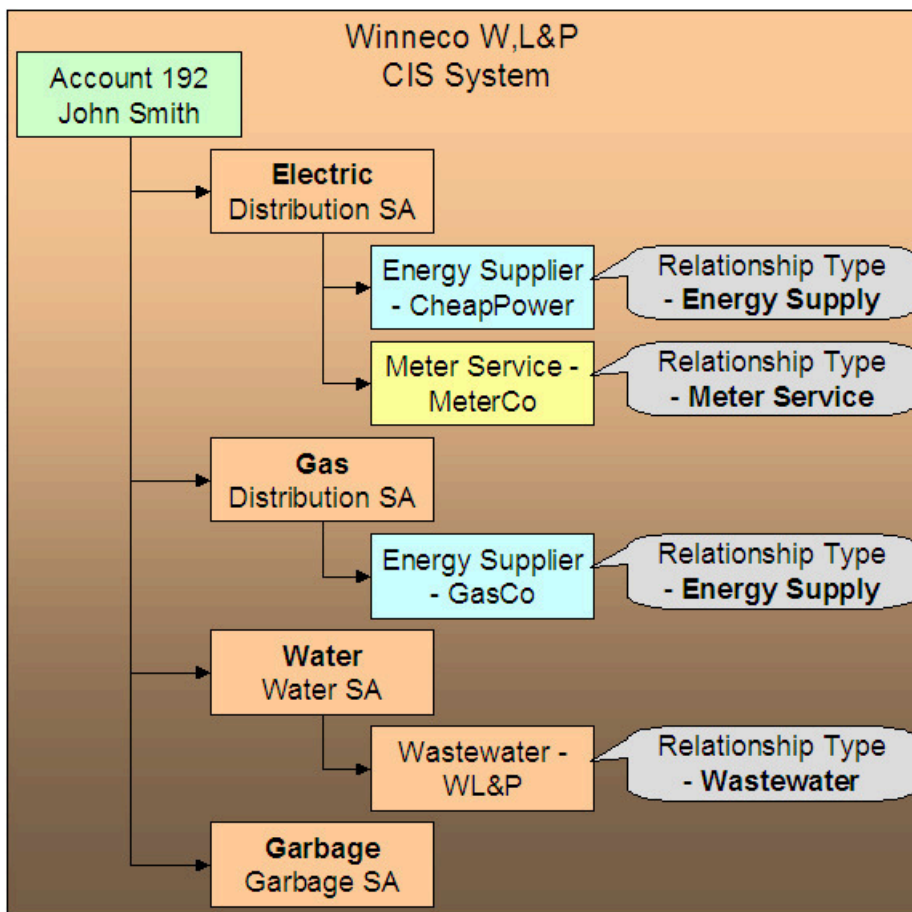 Winneco W,L&P
CIS System
Account 192
John Smith
Electric
Distribution SA
Energy Supplier
- CheapPower
Relationship Type
- Energy Supply
Meter Service -
MeterCo
Relationship Type
- Meter Service
Gas
Distribution SA
Energy Supplier
- GasCo
Relationship Type
- Energy Supply
Water
Water SA
Wastewater -
WL&P
Relationship Type
- Wastewater
Garbage
Garbage SA